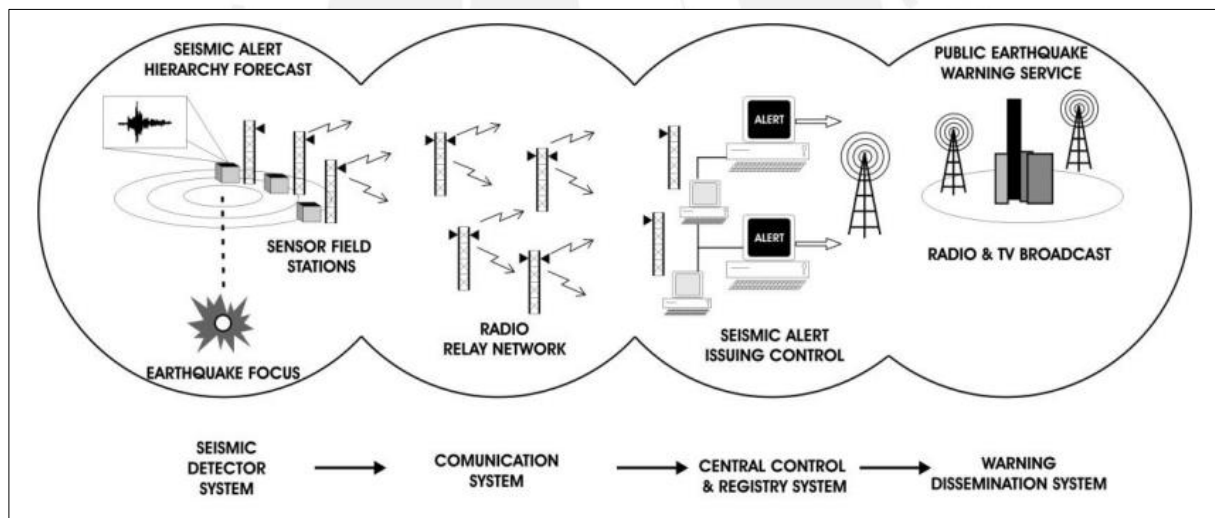 SEISMIC ALERT
HIERARCHY FORECAST
SENSOR FIELD
STATIONS
EARTHQUAKE FOCUS
RADIO
RELAY NETWORK
ALERT
ALERT
SEISMIC ALERT
ISSUING CONTROL
PUBLIC EARTHQUAKE
WARNING SERVICE
RADIO & TV BROADCAST
SEISMIC
DETECTOR
SYSTEM
COMUNICATION
SYSTEM
CENTRAL CONTROL
& REGISTRY SYSTEM
WARNING
DISSEMINATION SYSTEM